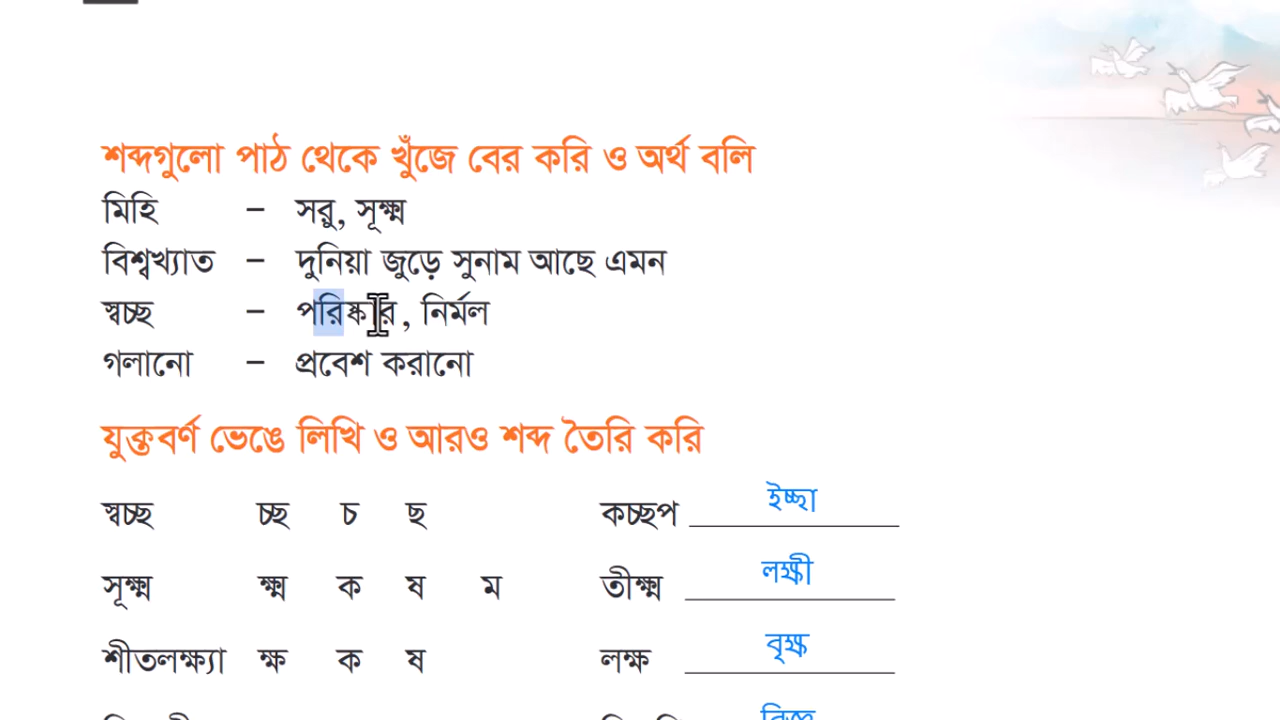 শব্দগুলো পাঠ থেকে খুঁজে বের করি ও অর্থ বলি
মিহি – সরু, সূক্ষ্ম
বিশ্বখ্যাত – দুনিয়া জুড়ে সুনাম আছে এমন
স্বচ্ছ – পরিষ্কার, নির্মল
গলানো – প্রবেশ করানো
যুক্তবর্ণ ভেঙে লিখি ও আরও শব্দ তৈরি করি
স্বচ্ছ চ্ছ চ ছ কচ্ছপ ইচ্ছা
সূক্ষ্ম ক্ষ্ম ক ষ ম তীক্ষ্ম লক্ষ্মী
শীতলক্ষ্যা ক্ষ ক ষ লক্ষ বৃক্ষ